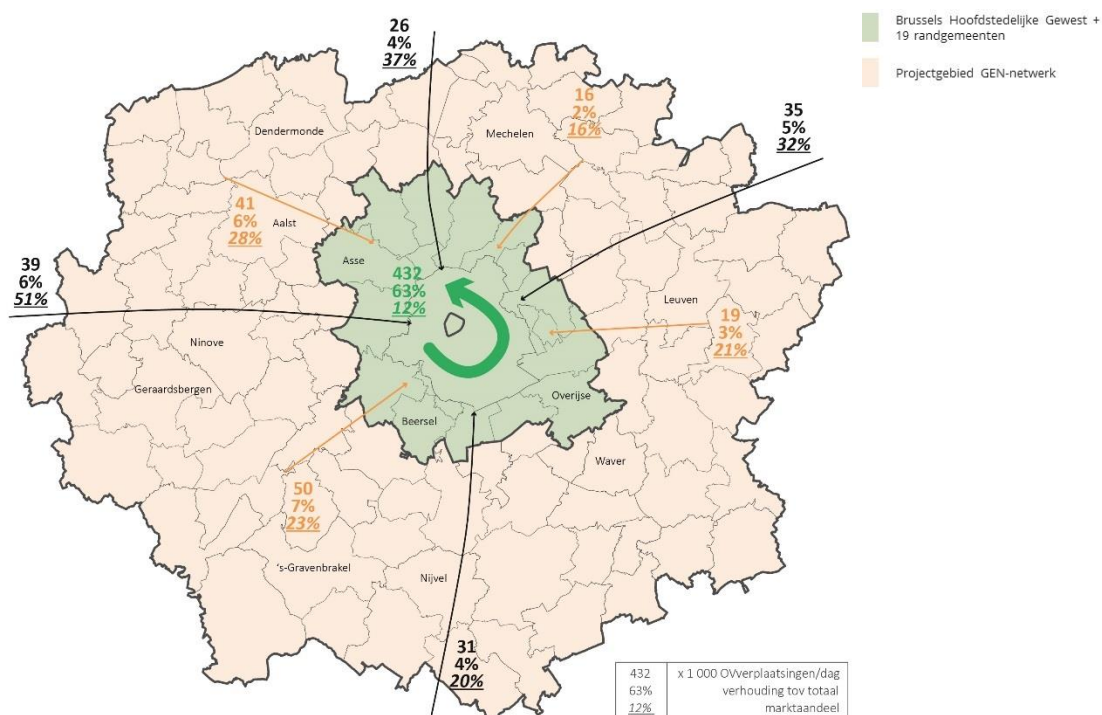 26
4%
37%
Brussels Hoofdstedelijke Gewest +
19 randgemeenten
Projectgebied GEN-netwerk
16
2%
16%
35
5%
32%
Dendermonde
Mechelen
41
6%
28%
Aalst
39
6%
51%
Asse
432
63%
12%
Leuven
19
3%
21%
Ninove
Geraardsbergen
Overijse
Beersel
Waver
50
7%
23%
's-Gravenbrakel
Nijvel
31
4%
20%
432 x 1 000 OVverplaatsingen/dag
63% verhouding tov totaal
12% marktaandeel